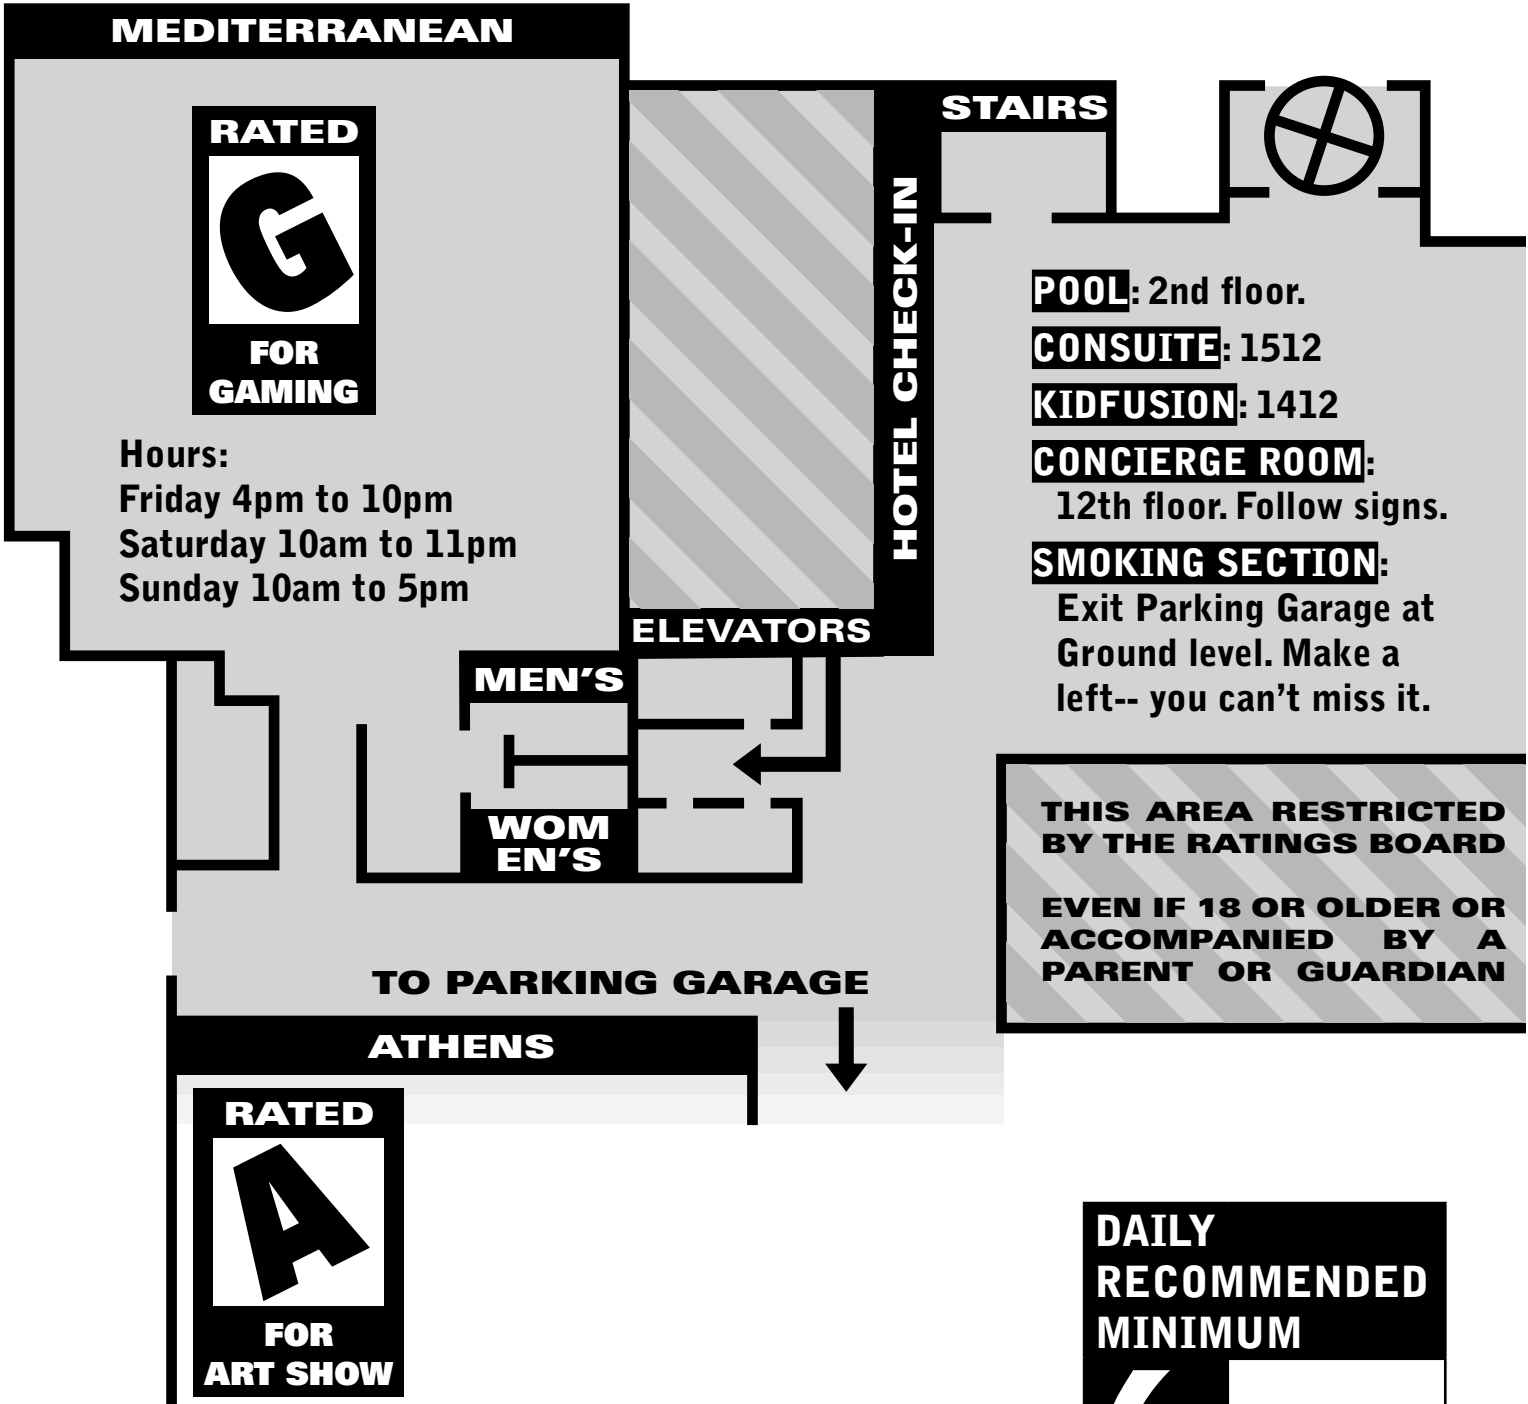 MEDITERRANEAN
RATED
G
FOR
GAMING
Hours:
Friday 4pm to 10pm
Saturday 10am to 11pm
Sunday 10am to 5pm
STAIRS
HOTEL CHECK-IN
ELEVATORS
POOL: 2nd floor.
CONSUITE: 1512
KIDFUSION: 1412
CONCIERGE ROOM:
12th floor. Follow signs.
SMOKING SECTION:
Exit Parking Garage at
Ground level. Make a
left-- you can't miss it.
MEN'S
WOM
EN'S
THIS AREA RESTRICTED
BY THE RATINGS BOARD
EVEN IF 18 OR OLDER OR
ACCOMPANIED BY A
PARENT OR GUARDIAN
TO PARKING GARAGE
ATHENS
RATED
A
FOR
ART SHOW
DAILY
RECOMMENDED
MINIMUM